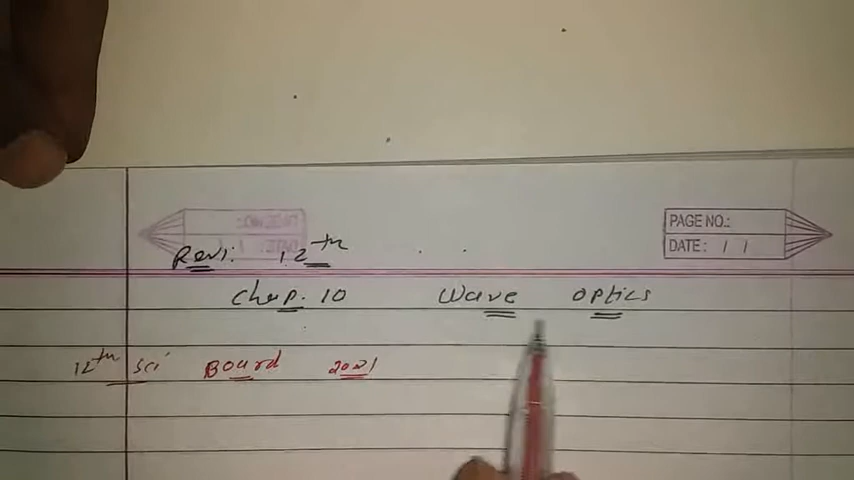 PAGE NO.:
DATE: / /
Revi. 12th
Chap. 10 Wave Optics
12th Sci Board 2021